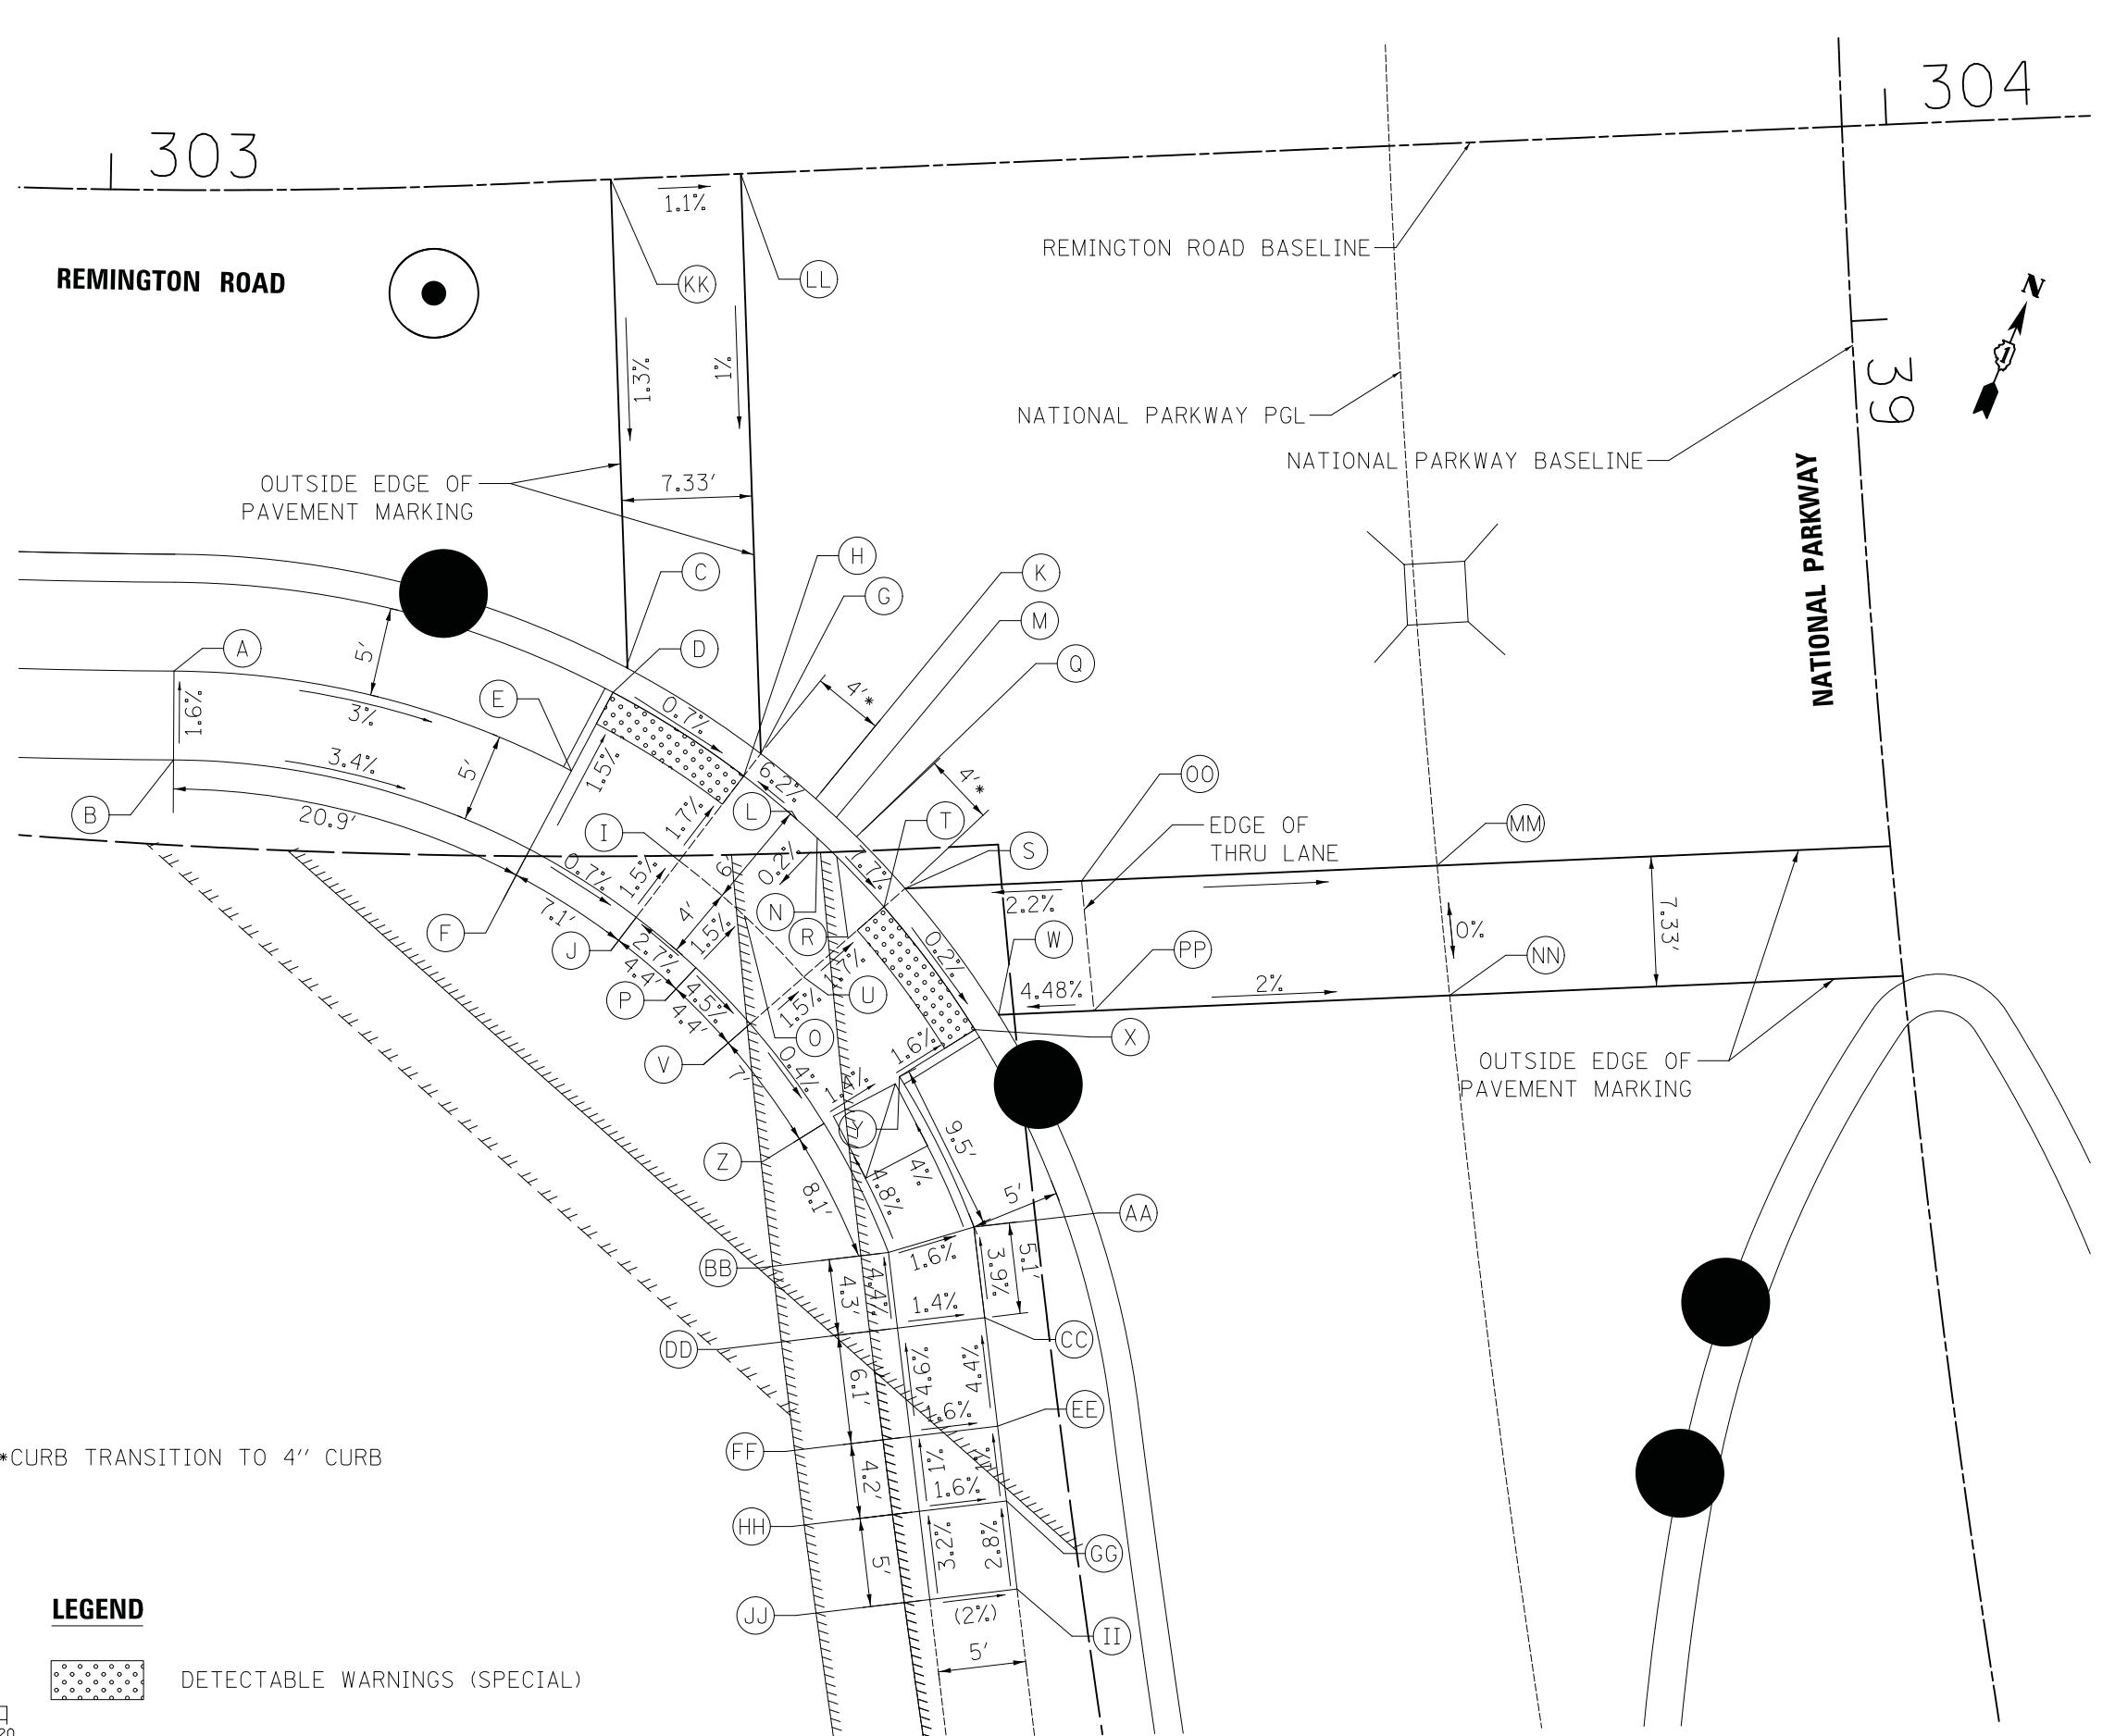 303
304
1.1%
REMINGTON ROAD BASELINE
REMINGTON ROAD
KK
LL
N
1
1.3%
1%
39
NATIONAL PARKWAY PGL
NATIONAL PARKWAY BASELINE
OUTSIDE EDGE OF
PAVEMENT MARKING
7.33'
NATIONAL PARKWAY
H
C
K
G
M
A
D
Q
5'
E
4'*
1.6%
3%
0.7%
3.4%
5'
6.2%
4'*
OO
1.5%
B
20.9'
L
T
EDGE OF
THRU LANE
MM
I
1.7%
S
0.7%
1.5%
6'
0.2%
2.2%
7.33'
7.1'
4'
N
F
J
1.5%
R
0.2%
W
0%
PP
NN
2.7%
4.4'
P
4.5%
4.4'
1.5%
1.7%
U
4.48%
2%
O
X
V
7'
0.4%
1.6%
OUTSIDE EDGE OF
PAVEMENT MARKING
Y
9.5'
Z
4.8%
4%
8.1'
5'
AA
BB
1.6%
3.9%
5.1'
4.3'
4.4%
1.4%
DD
CC
6.1'
4.6%
4.4%
EE
1.6%
FF
*CURB TRANSITION TO 4" CURB
4.2'
1%
1.6%
HH
3.2%
2.8%
GG
5'
LEGEND
JJ
(2%)
II
5'
DETECTABLE WARNINGS (SPECIAL)
20